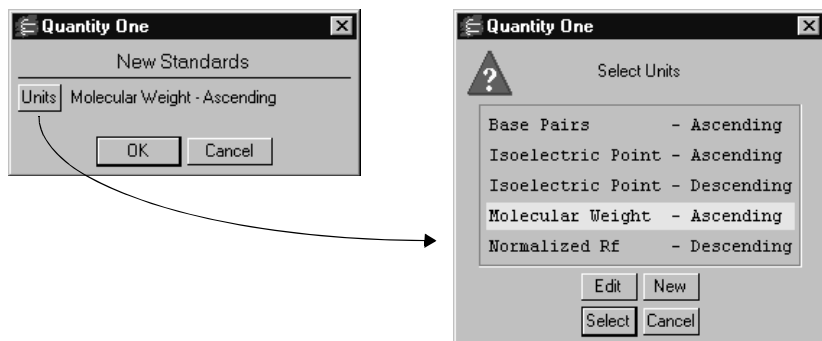 Quantity One
New Standards
Units Molecular Weight - Ascending
OK Cancel
Quantity One
? Select Units
Base Pairs - Ascending
Isoelectric Point - Ascending
Isoelectric Point - Descending
Molecular Weight - Ascending
Normalized Rf - Descending
Edit New
Select Cancel